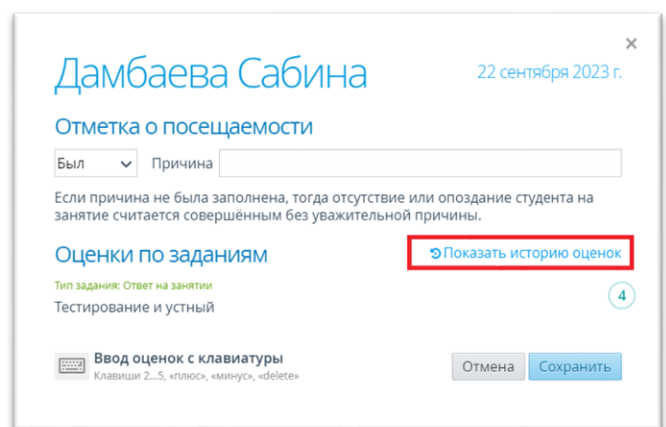 ×
Дамбаева Сабина
22 сентября 2023 г.
Отметка о посещаемости
Был
Причина
Если причина не была заполнена, тогда отсутствие или опоздание студента на
занятие считается совершённым без уважительной причины.
Оценки по заданиям
Показать историю оценок
Тип задания: Ответ на занятии
Тестирование и устный
4
Ввод оценок с клавиатуры
Клавиши 2...5, «плюс», «минус», «delete»
Отмена
Сохранить